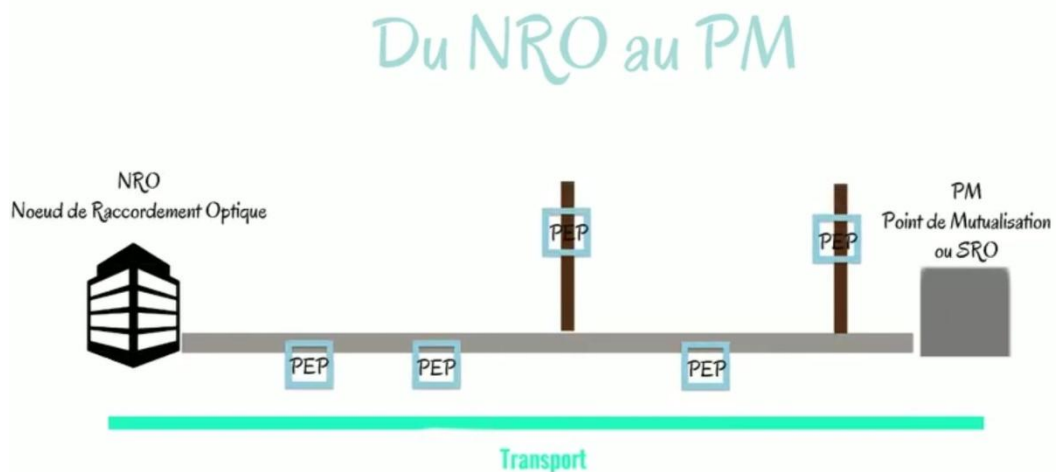 Du NRO au PM
NRO
Noeud de Raccordement Optique
PM
Point de Mutualisation
ou SRO
PEP
PEP
PEP
PEP
PEP
Transport